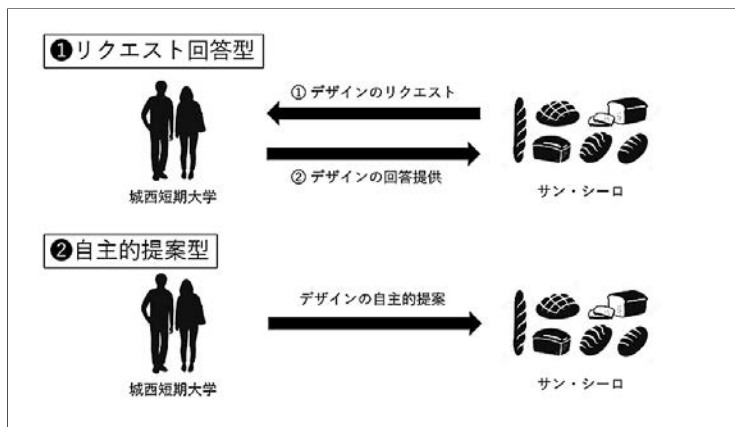 ❶リクエスト回答型
① デザインのリクエスト
② デザインの回答提供
城西短期大学
サン・シーロ
❷自主的提案型
デザインの自主的提案
城西短期大学
サン・シーロ